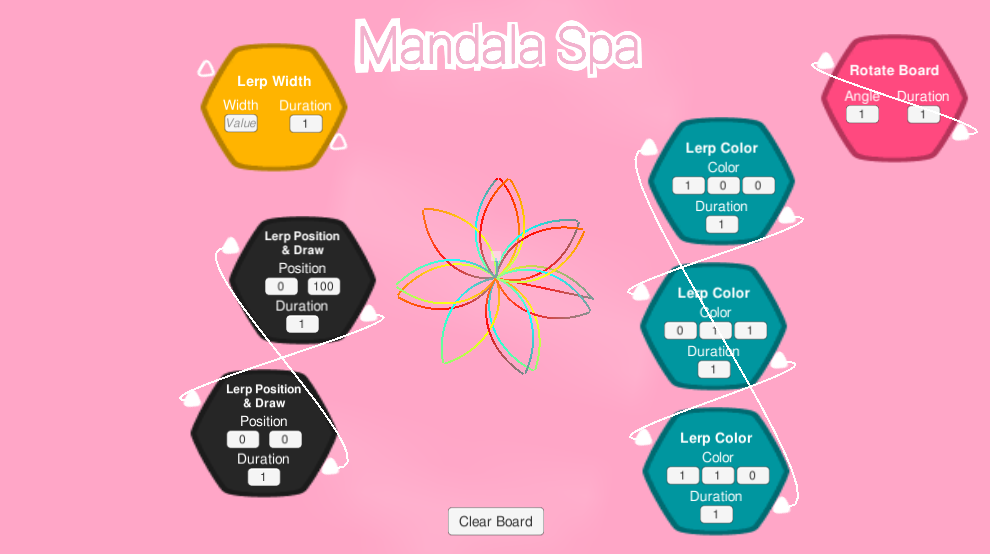 Mandala Spa
Lerp Width
Width Duration
Value 1
Rotate Board
Angle Duration
1 1
Lerp Position
& Draw
Position
0 100
Duration
1
Lerp Position
& Draw
Position
0 0
Duration
1
Lerp Color
Color
1 0 0
Duration
1
Lerp Color
Color
0 1 1
Duration
1
Lerp Color
Color
1 1 0
Duration
1
Clear Board